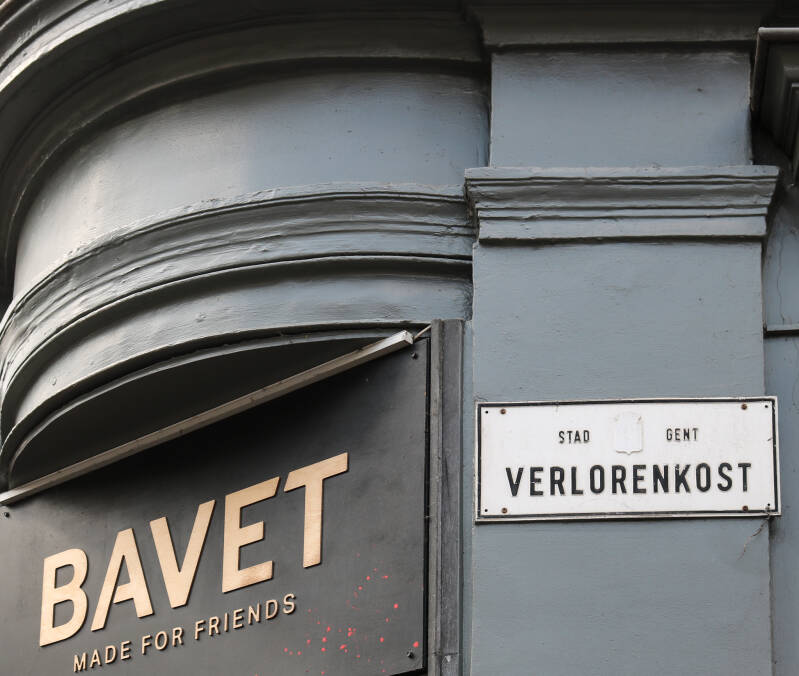 BAVET
MADE FOR FRIENDS
STAD GENT
VERLORENKOST